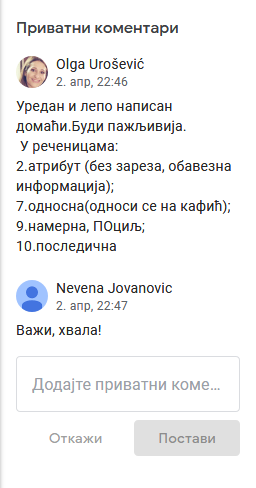 Приватни коментари
Olga Urošević
2. апр, 22:46
Уредан и лепо написан
домаћи.Буди пажљивија.
У реченицама:
2.атрибут (без зареза, обавезна
информација);
7.односна(односи се на кафић);
9.намерна, ПОциљ;
10.последична
Nevena Jovanovic
2. апр, 22:47
Важи, хвала!
Додајте приватни коме...
Откажи
Постави